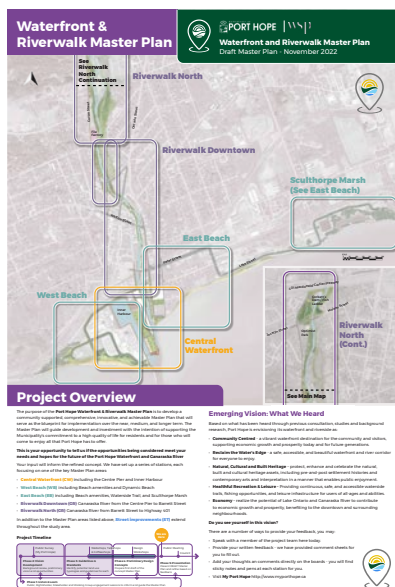 Waterfront &
Riverwalk Master Plan
PORT HOPE
WSP
Waterfront and Riverwalk Master Plan
Draft Master Plan - November 2022
See
Riverwalk
North
Continuation
Riverwalk North
Riverwalk Downtown
Sculthorpe Marsh
(See East Beach)
East Beach
West Beach
Central
Waterfront
Riverwalk
North
(Cont.)
See Main Map
Project Overview
The purpose of the Port Hope Waterfront & Riverwalk Master Plan is to develop a
community supported, comprehensive, innovative, and achievable Master Plan that will
serve as the blueprint for implementation over the near, medium, and longer term. The
Master Plan will guide development and investment with the intention of supporting the
Municipality's commitment to a high quality of life for residents and for those who will
come to enjoy all that Port Hope has to offer.
This is your opportunity to tell us if the opportunities being considered meet your
needs and hopes for the future of the Port Hope Waterfront and Ganaraska River
Your input will inform the refined concept. We have set up a series of stations, each
focusing on one of the key Master Plan areas:
- Central Waterfront (CW) including the Centre Pier and Inner Harbour
- West Beach (WB) including Beach amenities and Dynamic Beach
- East Beach (EB) including Beach amenities, Waterside Trail, and Sculthorpe Marsh
- Riverwalk Downtown (RD) Ganaraska River from the Centre Pier to Barrett Street
- Riverwalk North (RN) Ganaraska River from Barrett Street to Highway 401
In addition to the Master Plan areas listed above, Street Improvements (ST) extend
throughout the study area.
Project Timeline
Emerging Vision: What We Heard
Based on what has been heard through previous consultation, studies and background
research, Port Hope is envisioning its waterfront and riverside as:
- Community Centred - a vibrant waterfront destination for the community and visitors,
supporting economic growth and prosperity today and for future generations
- Reclaim the Water's Edge - a safe, accessible, and beautiful waterfront and river corridor
for everyone to enjoy.
- Natural, Cultural and Built Heritage - protect, enhance and celebrate the natural,
built and cultural heritage assets, including pre and post settlement histories and
contemporary arts and interpretation in a manner that enables public enjoyment.
- Healthful Recreation & Leisure - Providing continuous, safe, and accessible waterside
trails, fishing opportunities, and leisure infrastructure for users of all ages and abilities.
- Economy - realize the potential of Lake Ontario and Ganaraska River to contribute
to economic growth and prosperity; benefiting to the downtown and surrounding
neighbourhoods.
Do you see yourself in this vision?
There are a number of ways to provide your feedback, you may:
- Speak with a member of the project team here today.
- Provide your written feedback - we have provided comment sheets for
you to fill out.
- Add your thoughts and comments directly on the boards - you will find
sticky notes and pens at each station for you.
- Visit My Port Hope http://www.myporthope.ca